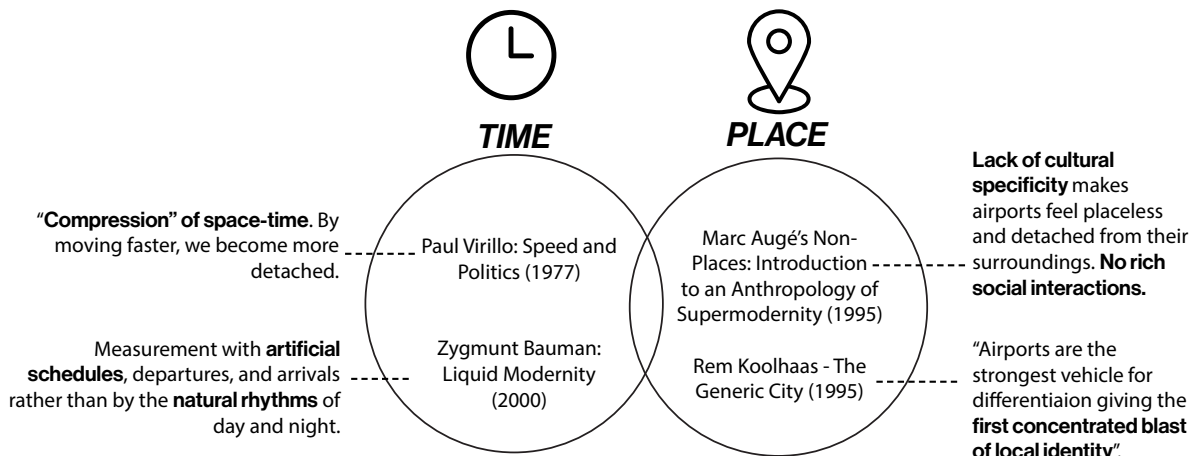 TIME
PLACE
“Compression” of space-time. By
moving faster, we become more
detached.
Paul Virillo: Speed and
Politics (1977)
Marc Augé’s Non-
Places: Introduction
to an Anthropology of
Supermodernity (1995)
Lack of cultural
specificity makes
airports feel placeless
and detached from their
surroundings. No rich
social interactions.
Measurement with artificial
schedules, departures, and arrivals
rather than by the natural rhythms of
day and night.
Zygmunt Bauman:
Liquid Modernity
(2000)
Rem Koolhaas - The
Generic City (1995)
“Airports are the
strongest vehicle for
differentiaion giving the
first concentrated blast
of local identity”.